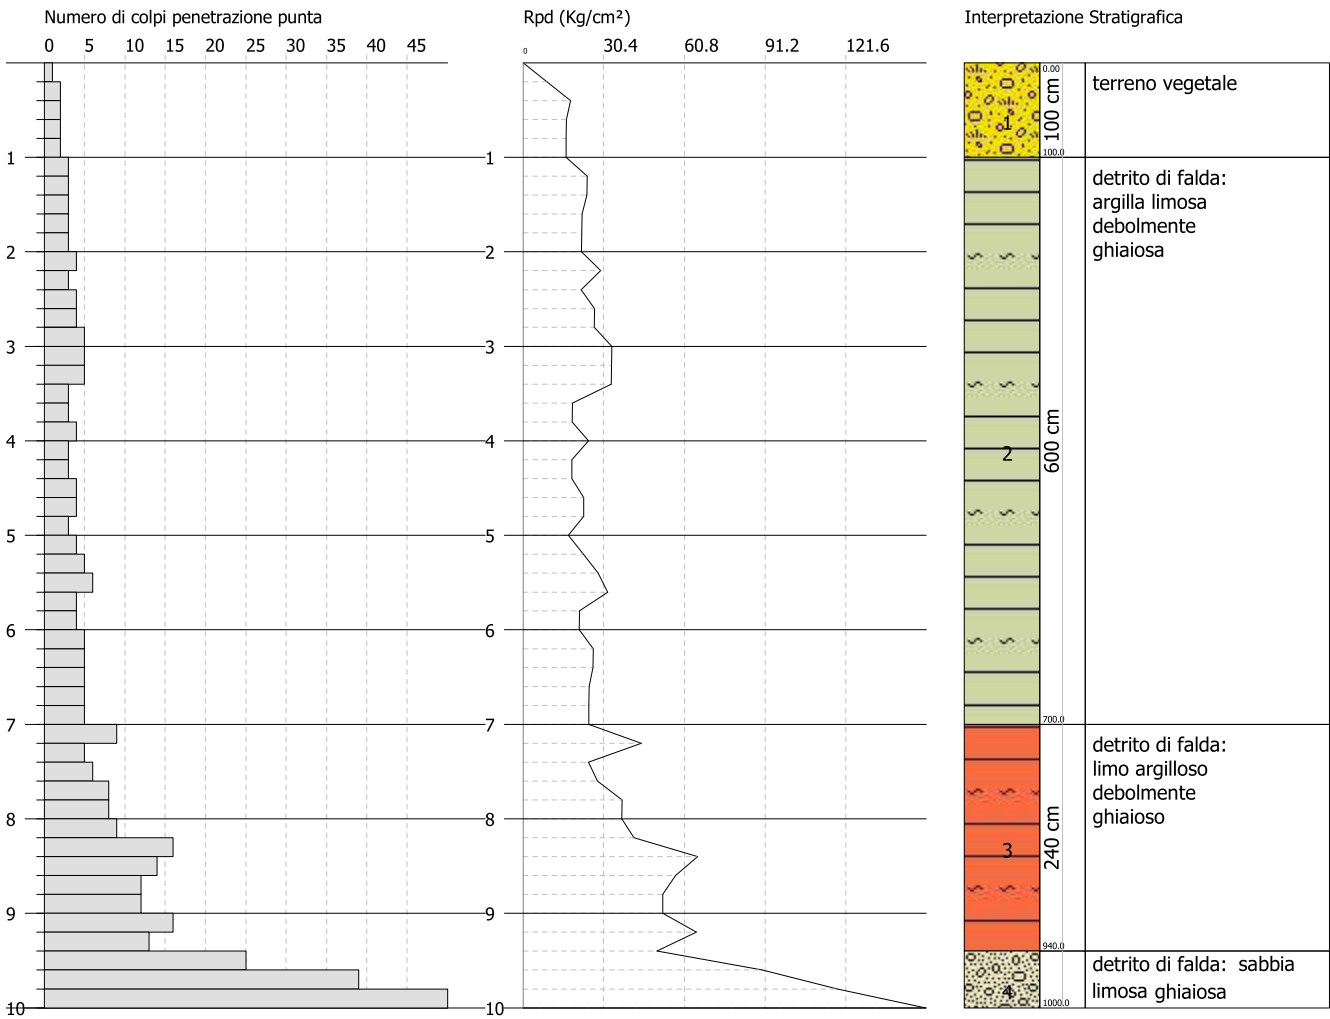 Numero di colpi penetrazione punta
0 5 10 15 20 25 30 35 40 45
Rpd (Kg/cm²)
0 30.4 60.8 91.2 121.6
Interpretazione Stratigrafica
1
2
3
4
5
6
7
8
9
10
1
2
3
4
5
6
7
8
9
10
0.00
1
100 cm
100.0
terreno vegetale
2
600 cm
700.0
detrito di falda:
argilla limosa
debolmente
ghiaiosa
3
240 cm
940.0
detrito di falda:
limo argilloso
debolmente
ghiaioso
4
1000.0
detrito di falda: sabbia
limosa ghiaiosa